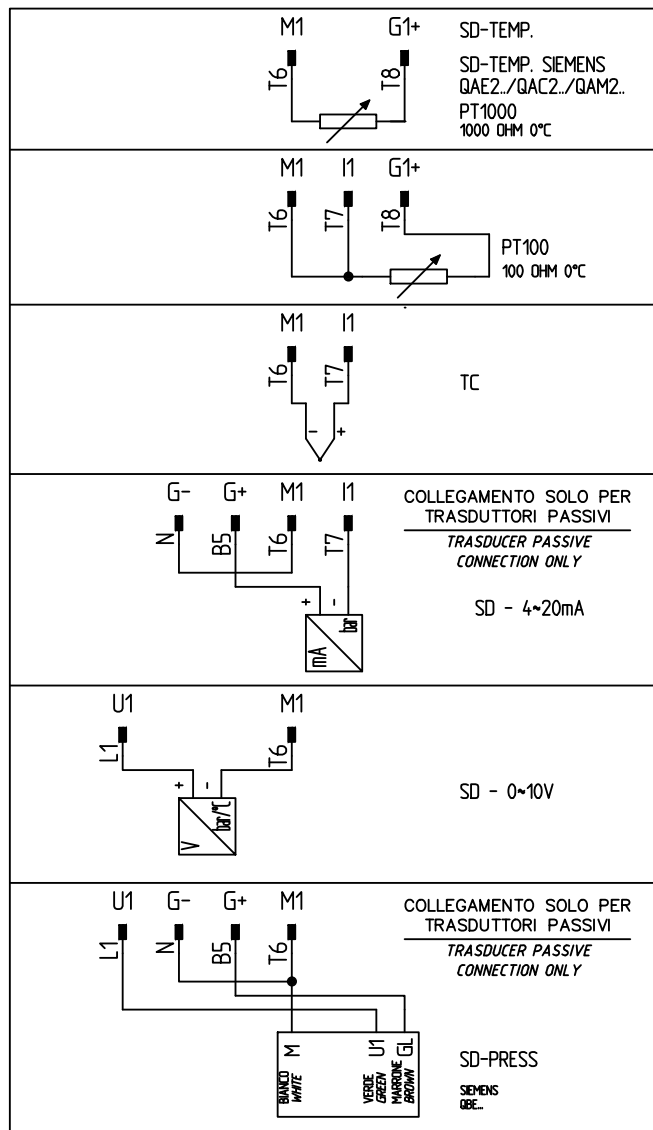 M1 G1+ SD-TEMP.
T6 T8 SD-TEMP. SIEMENS
QAE2../QAC2../QAM2..
PT1000
1000 OHM 0°C
M1 I1 G1+
T6 T7 T8
PT100
100 OHM 0°C
M1 I1
T6 T7
TC
- +
G- G+ M1 I1
N B5 T6 T7
COLLEGAMENTO SOLO PER
TRASDUTTORI PASSIVI
TRASDUCER PASSIVE
CONNECTION ONLY
+ -
mA bar
SD - 4~20mA
U1 M1
L1 T6
+ -
V bar/°C
SD - 0~10V
U1 G- G+ M1
L1 N B5 T6
COLLEGAMENTO SOLO PER
TRASDUTTORI PASSIVI
TRASDUCER PASSIVE
CONNECTION ONLY
M U1 GL
BIANCO
WHITE
VERDE
GREEN
MARRONE
BROWN
SD-PRESS
SIEMENS
QBE...